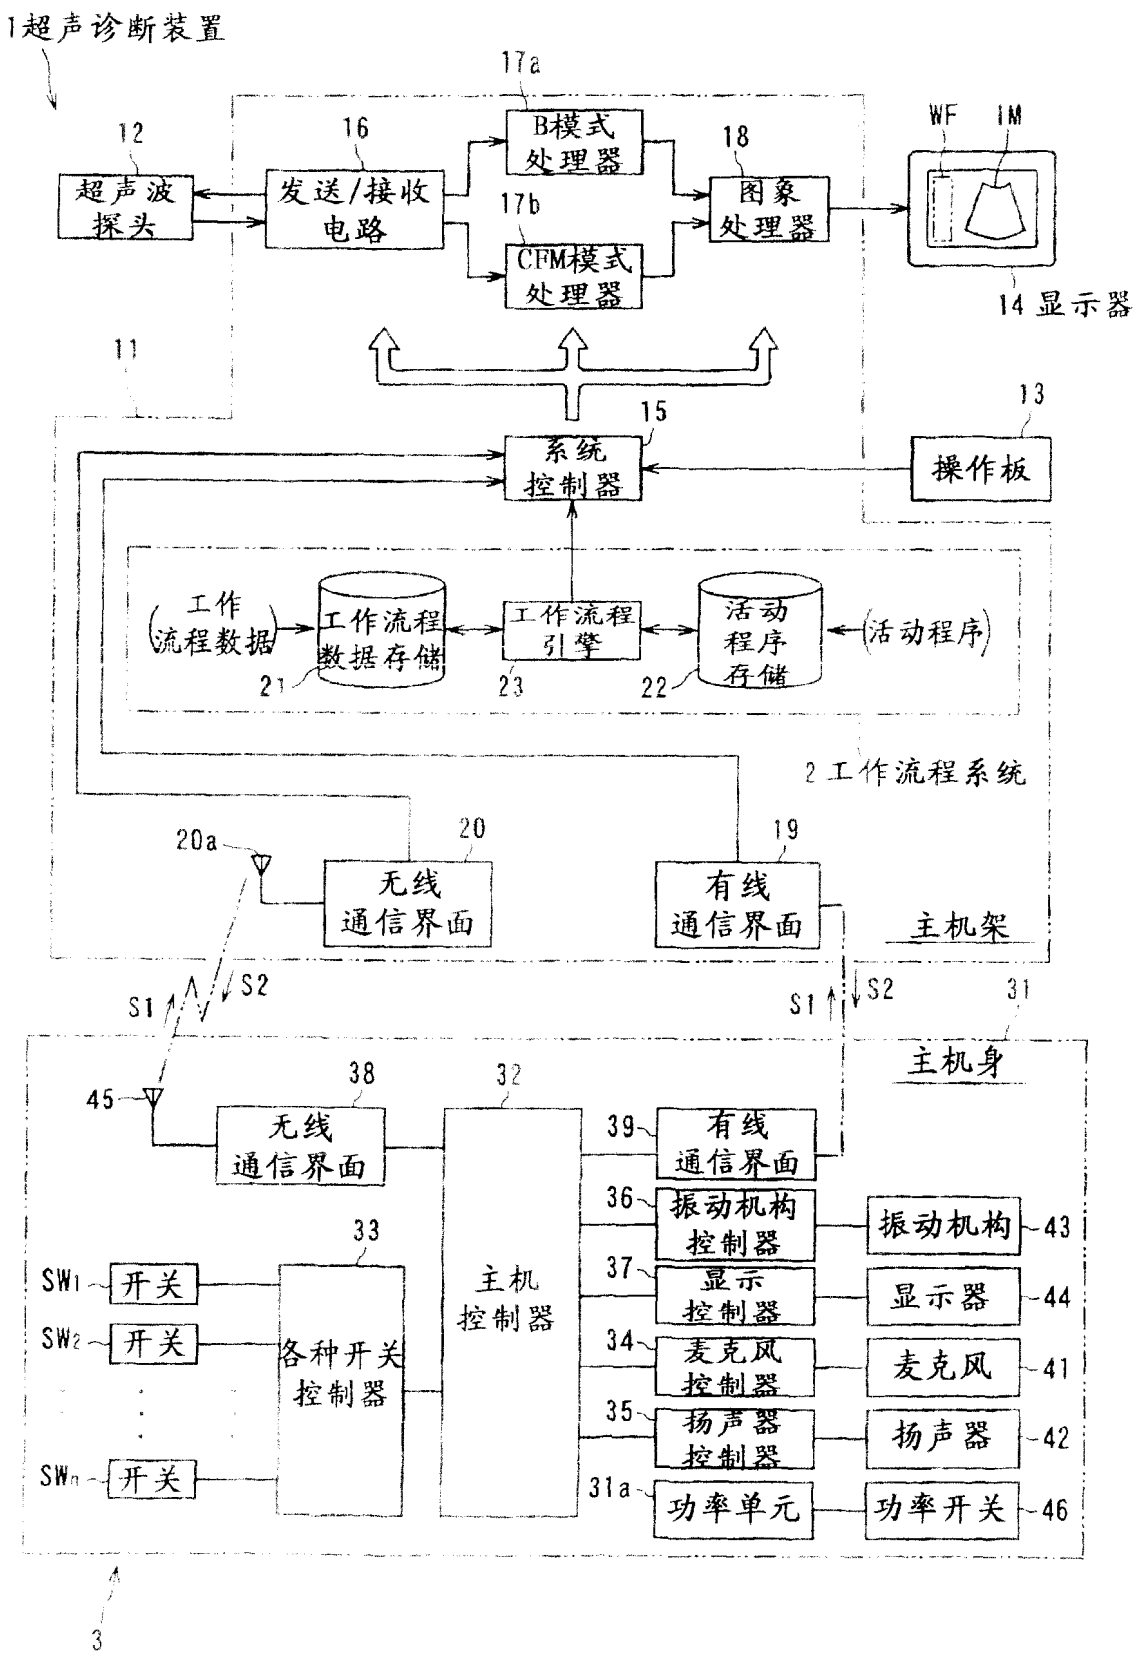 1超声诊断装置
17a
12
16
B模式
处理器
18
WF
IM
超声波
探头
发送/接收
电路
17b
图象
处理器
CFM模式
处理器
14 显示器
11
15
13
系统
控制器
操作板
(工作
流程数据)
工作流程
数据存储
工作流程
引擎
活动
程序
存储
(活动程序)
21
23
22
2工作流程系统
20a
20
19
无线
通信界面
有线
通信界面
主机架
S1
S2
S1
S2
31
主机身
45
38
32
39
无线
通信界面
有线
通信界面
36
振动机构
控制器
振动机构
43
33
SW1
开关
主机
控制器
37
显示
控制器
显示器
44
SW2
开关
各种开关
控制器
34
麦克风
控制器
麦克风
41
35
扬声器
控制器
扬声器
42
SWn
开关
31a
功率单元
功率开关
46
3